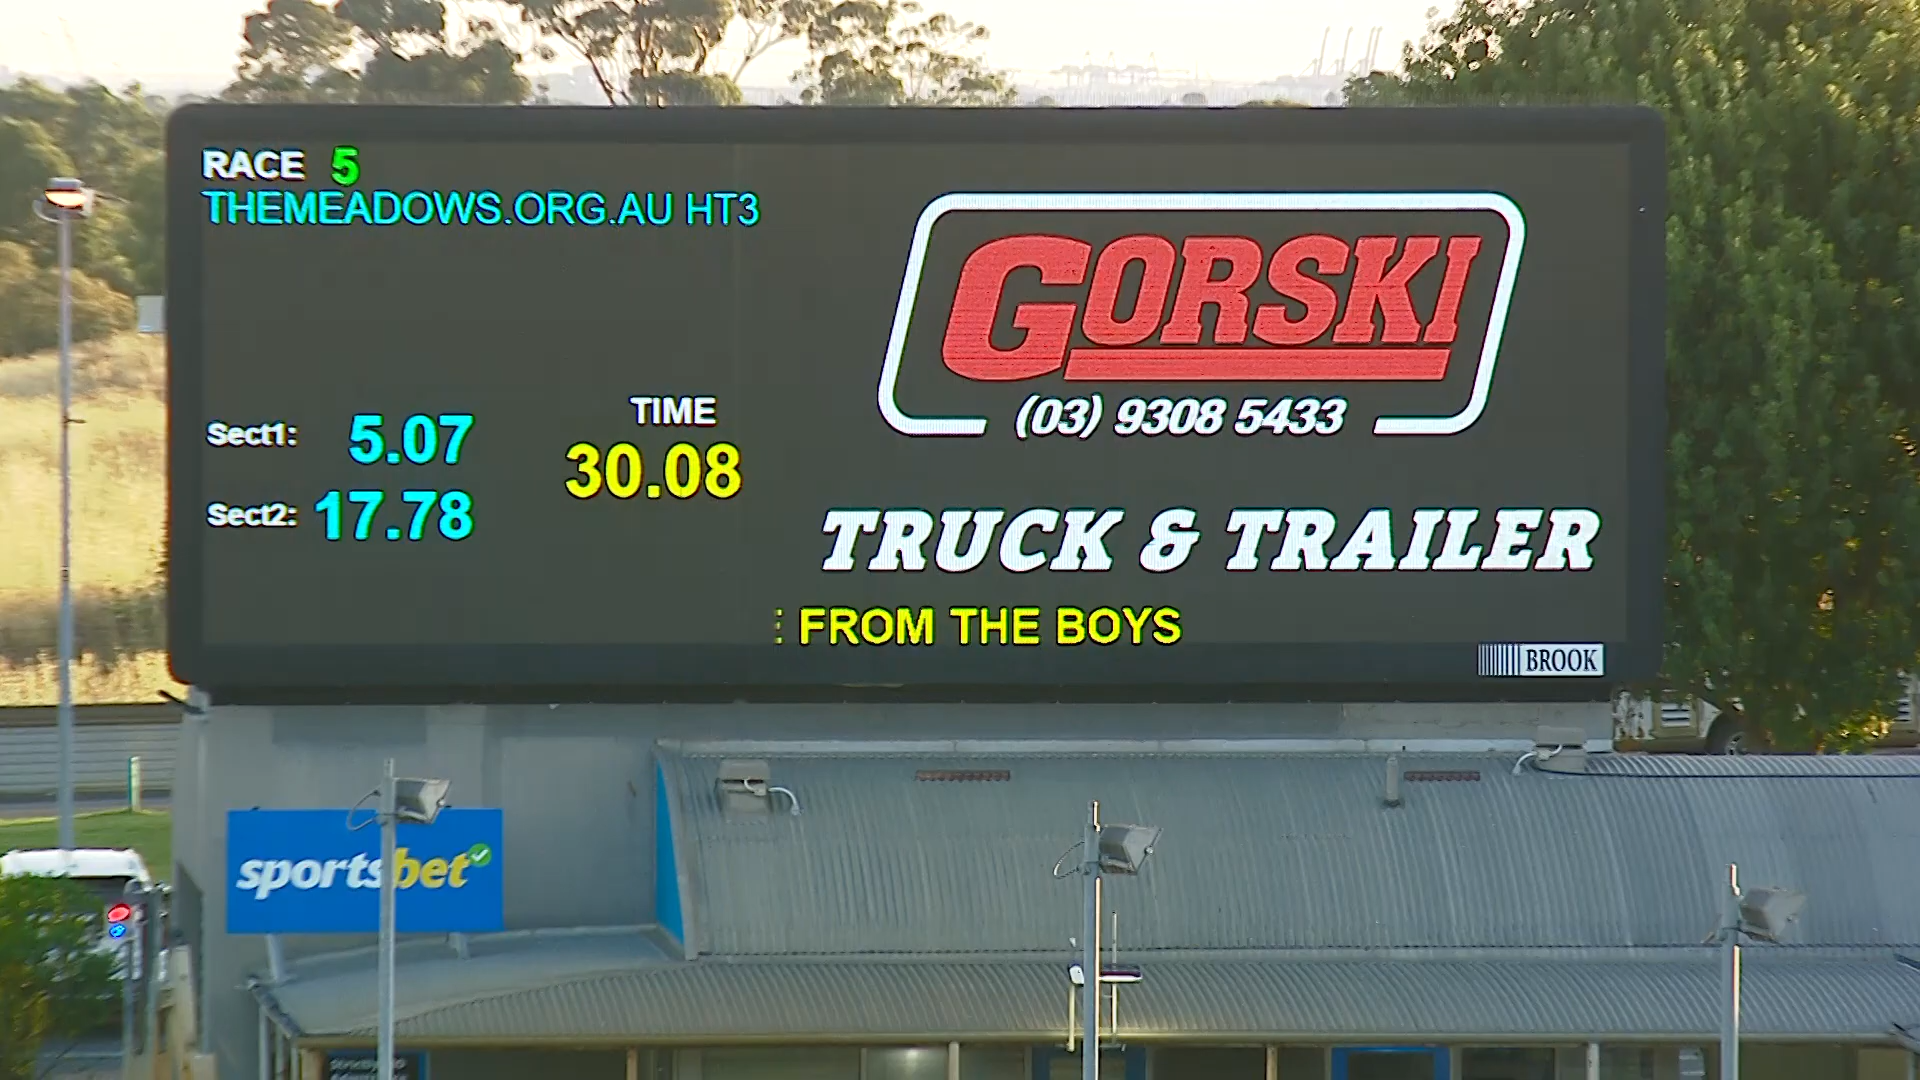 RACE 5
THEMEADOWS.ORG.AU HT3
Sect1: 5.07
Sect2: 17.78
TIME
30.08
GORSKI
(03) 9308 5433
TRUCK & TRAILER
FROM THE BOYS
BROOK
sportsbet